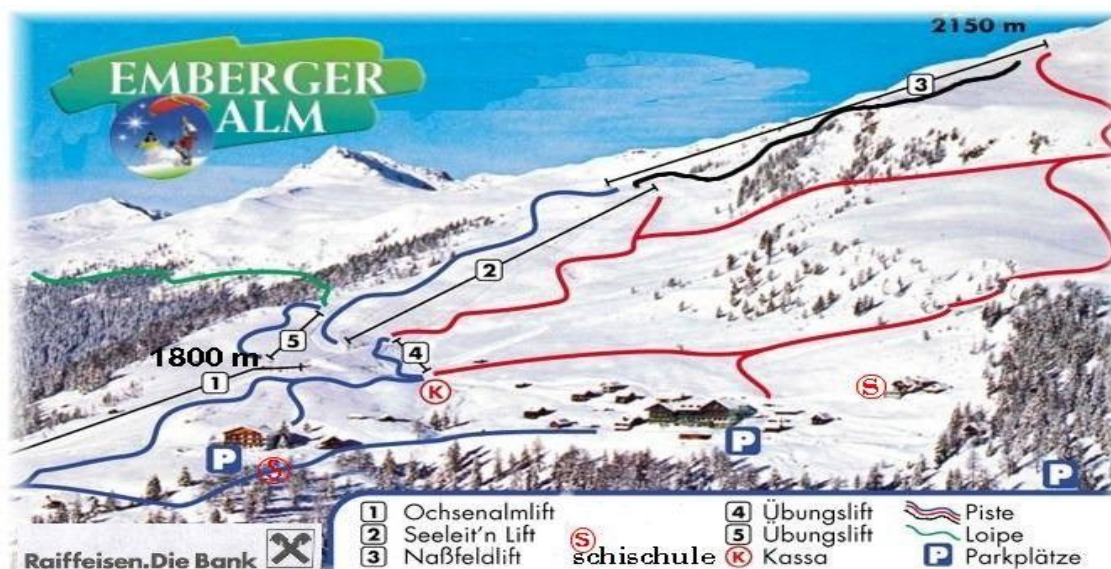 2150 m
EMBERGER
ALM
3
2
5
4
1800 m
1
K
S
P
P
S
P
1 Ochsenalmlift
2 Seeleit'n Lift
3 Naßfeldlift
S schischule
4 Übungslift
5 Übungslift
K Kassa
Piste
Loipe
P Parkplätze
Raiffeisen.Die Bank